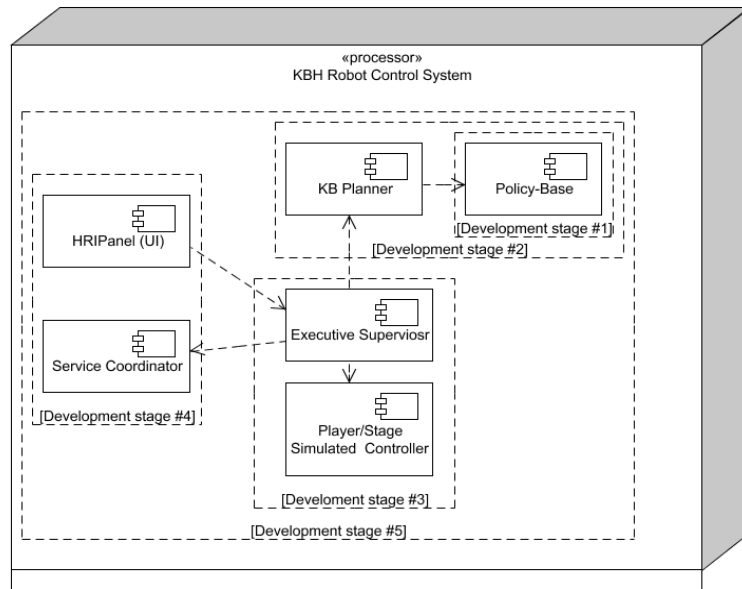 «processor»
KBH Robot Control System
KB Planner
Policy-Base
[Development stage #1]
[Development stage #2]
HRIPanel (UI)
Service Coordinator
[Development stage #4]
Executive Superviosr
Player/Stage
Simulated Controller
[Develoment stage #3]
[Development stage #5]